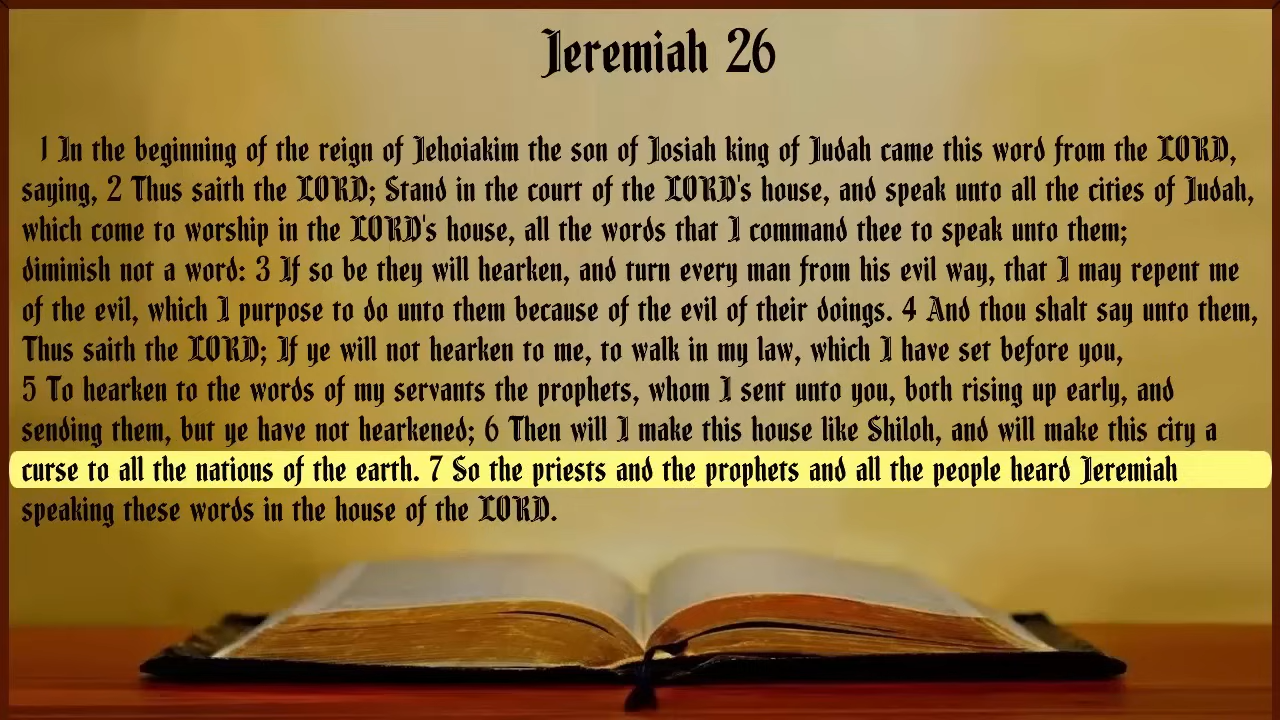 Jeremiah 26
1 In the beginning of the reign of Jehoiakim the son of Josiah king of Judah came this word from the LORD,
saying, 2 Thus saith the LORD; Stand in the court of the LORD's house, and speak unto all the cities of Judah,
which come to worship in the LORD's house, all the words that I command thee to speak unto them;
diminish not a word: 3 If so be they will hearken, and turn every man from his evil way, that I may repent me
of the evil, which I purpose to do unto them because of the evil of their doings. 4 And thou shalt say unto them,
Thus saith the LORD; If ye will not hearken to me, to walk in my law, which I have set before you,
5 To hearken to the words of my servants the prophets, whom I sent unto you, both rising up early, and
sending them, but ye have not hearkened; 6 Then will I make this house like Shiloh, and will make this city a
curse to all the nations of the earth. 7 So the priests and the prophets and all the people heard Jeremiah
speaking these words in the house of the LORD.